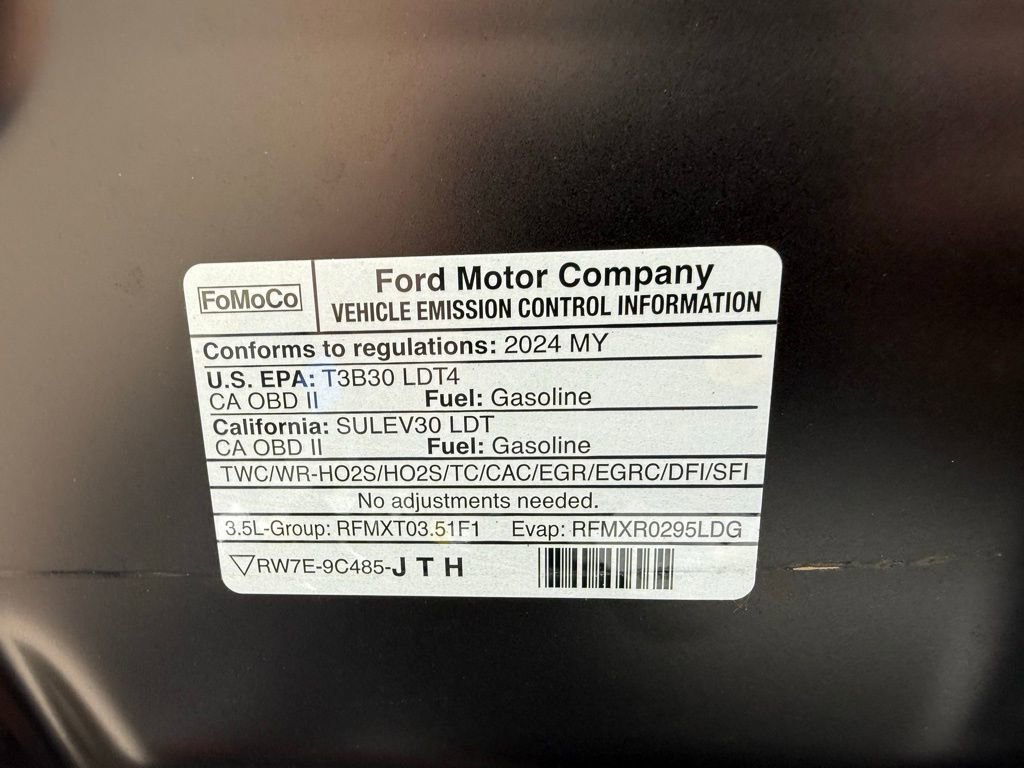 FoMoCo
Ford Motor Company
VEHICLE EMISSION CONTROL INFORMATION
Conforms to regulations: 2024 MY
U.S. EPA: T3B30 LDT4
CA OBD II Fuel: Gasoline
California: SULEV30 LDT
CA OBD II Fuel: Gasoline
TWC/WR-HO2S/HO2S/TC/CAC/EGR/EGRC/DFI/SFI
No adjustments needed.
3.5L-Group: RFMXT03.51F1 Evap: RFMXR0295LDG
RW7E-9C485-J T H